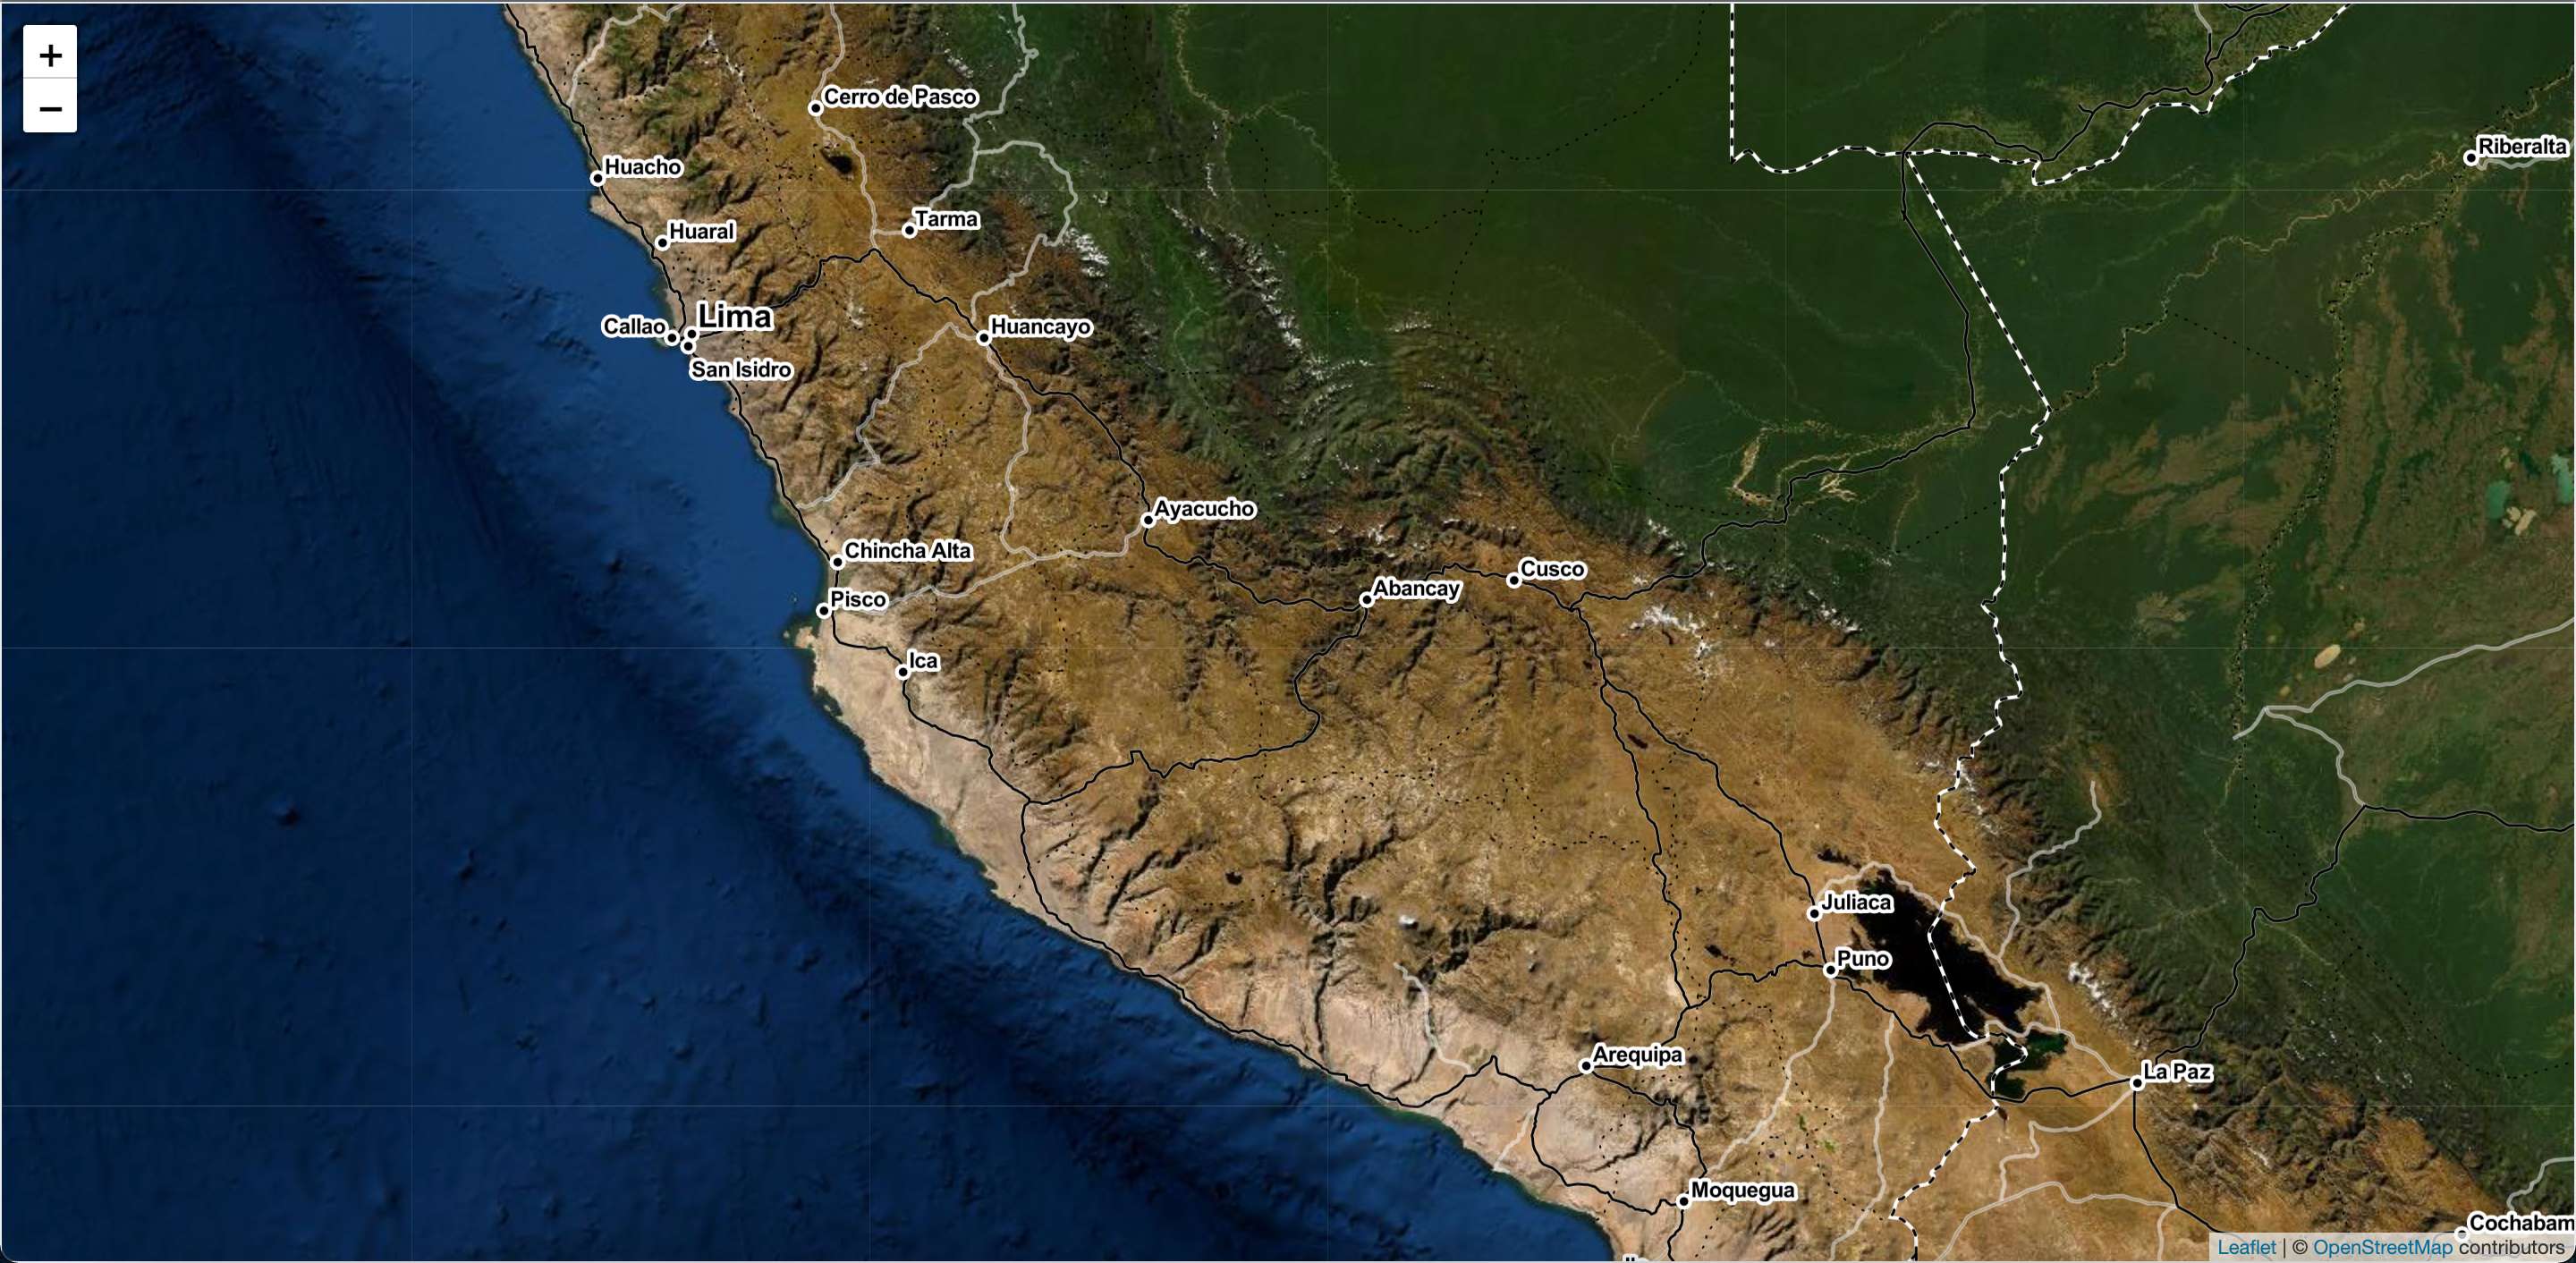 +
Cerro de Pasco
−
Riberalta
Huacho
Tarma
Huaral
Lima
Callao
Huancayo
San Isidro
Ayacucho
Chincha Alta
Cusco
Abancay
Pisco
Ica
Juliaca
Puno
Arequipa
La Paz
Moquegua
Cochabam
Leaflet | © OpenStreetMap contributors